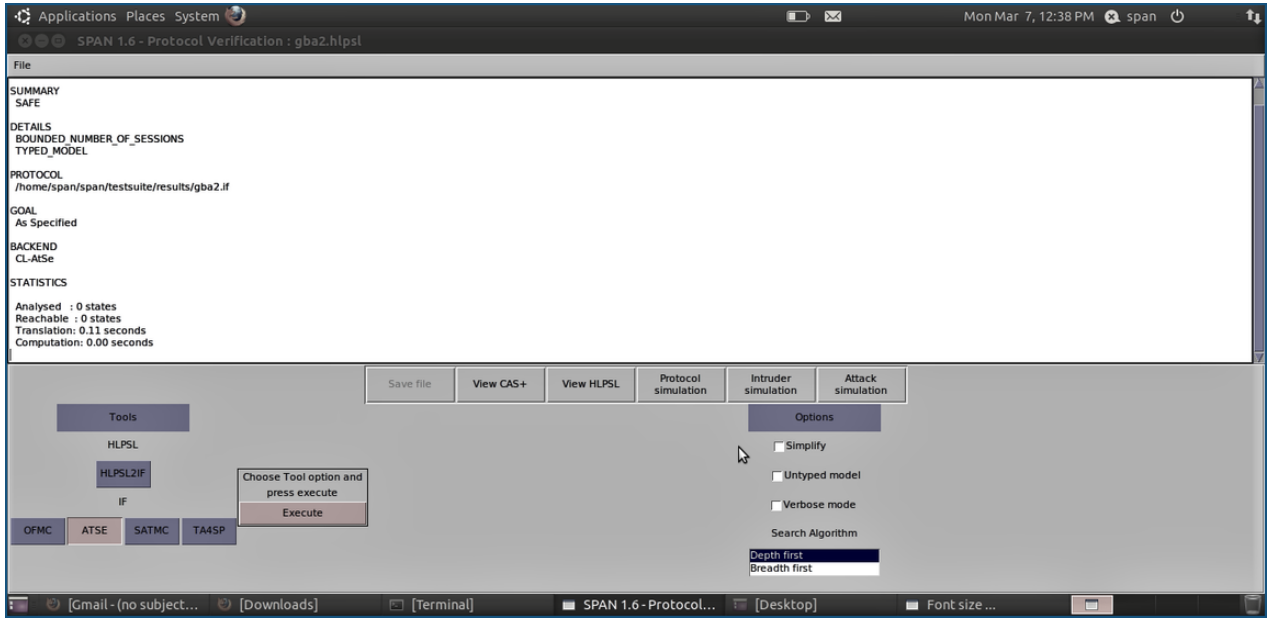 Applications Places System
Mon Mar 7, 12:38 PM span
SPAN 1.6 - Protocol Verification : gba2.hlpsl
File
SUMMARY
SAFE
DETAILS
BOUNDED_NUMBER_OF_SESSIONS
TYPED_MODEL
PROTOCOL
/home/span/span/testsuite/results/gba2.if
GOAL
As Specified
BACKEND
CL-AtSe
STATISTICS
Analysed : 0 states
Reachable : 0 states
Translation: 0.11 seconds
Computation: 0.00 seconds
Save file
View CAS+
View HLPSL
Protocol
simulation
Intruder
simulation
Attack
simulation
Tools
HLPSL
HLPSL2IF
IF
OFMC
ATSE
SATMC
TA4SP
Choose Tool option and
press execute
Execute
Options
Simplify
Untyped model
Verbose mode
Search Algorithm
Depth first
Breadth first
[Gmail - (no subject...
[Downloads]
[Terminal]
SPAN 1.6 - Protocol...
[Desktop]
Font size ...